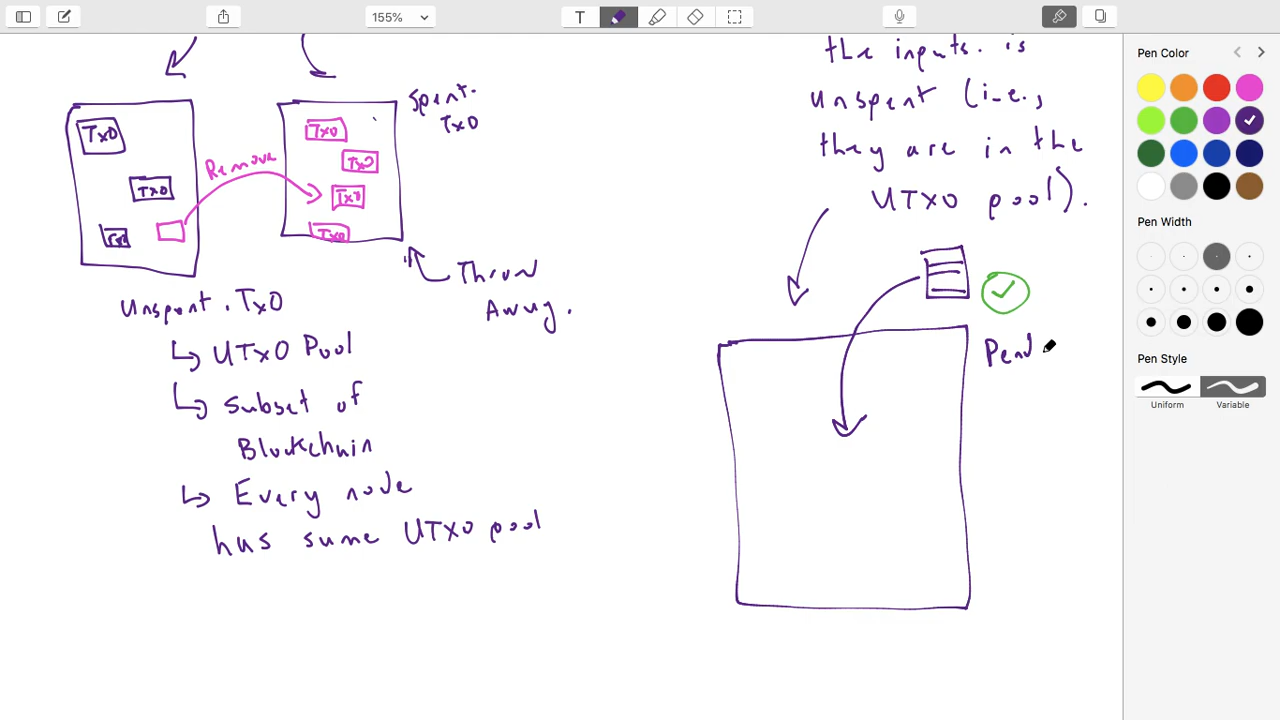 155%
T
TxO
TxO
TxO
Remove
TxO
TxO
TxO
TxO
Spent.
TxO
Throw
Away.
Unspent. TxO
↳ UTXO Pool
↳ Subset of
Blockchain
↳ Every node
has same UTXO pool
the inputs. is
unspent (i.e.,
they are in the
UTXO pool).
Pend
Pen Color
Pen Width
Pen Style
Uniform
Variable